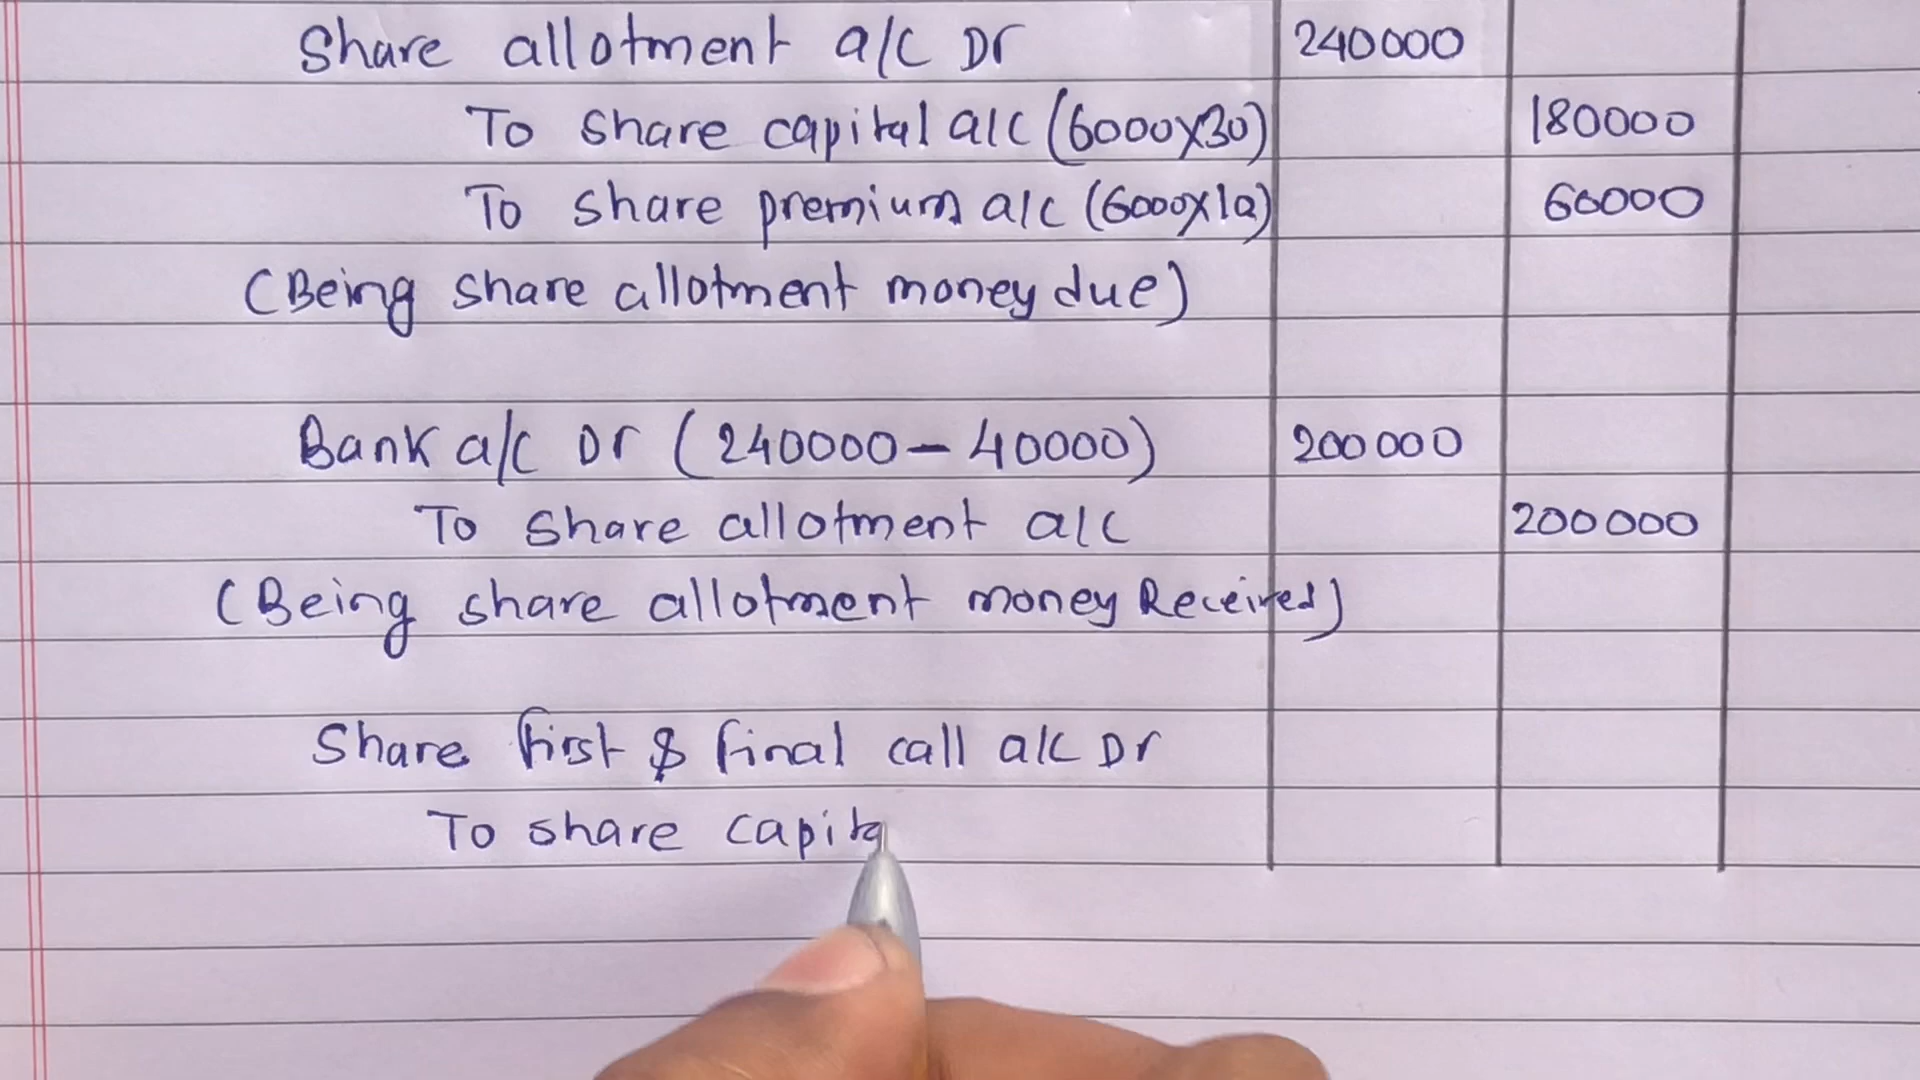 Share allotment a/c Dr 240000
To share capital a/c (6000x30) 180000
To share premium a/c (6000x10) 60000
(Being share allotment money due)
Bank a/c Dr (240000-40000) 200000
To share allotment a/c 200000
(Being share allotment money Received)
Share first & final call a/c Dr
To share capita